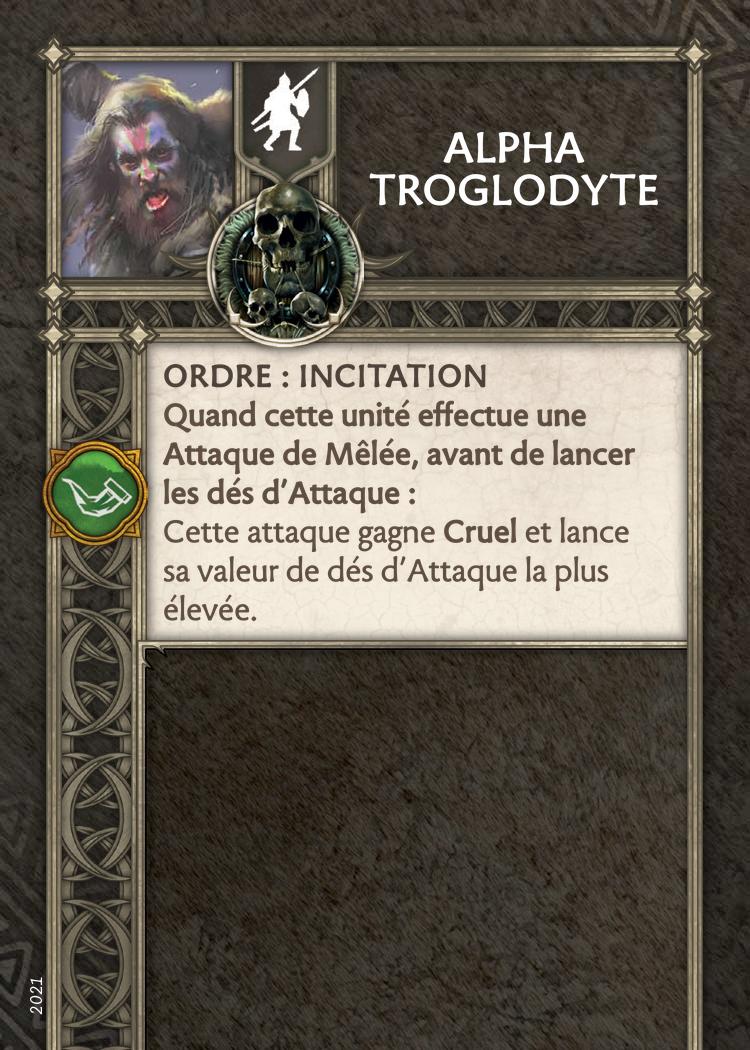 ALPHA
TROGLODYTE
ORDRE : INCITATION
Quand cette unité effectue une
Attaque de Mêlée, avant de lancer
les dés d'Attaque :
Cette attaque gagne Cruel et lance
sa valeur de dés d'Attaque la plus
élevée.
2021